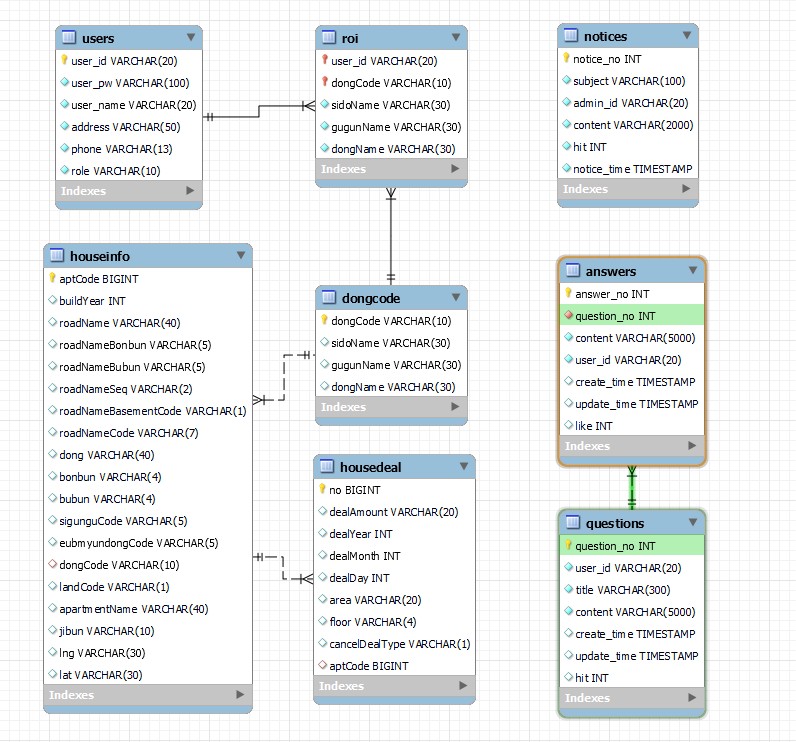 users
user_id VARCHAR(20)
user_pw VARCHAR(100)
user_name VARCHAR(20)
address VARCHAR(50)
phone VARCHAR(13)
role VARCHAR(10)
Indexes
roi
user_id VARCHAR(20)
dongCode VARCHAR(10)
sidoName VARCHAR(30)
gugunName VARCHAR(30)
dongName VARCHAR(30)
Indexes
notices
notice_no INT
subject VARCHAR(100)
admin_id VARCHAR(20)
content VARCHAR(2000)
hit INT
notice_time TIMESTAMP
Indexes
houseinfo
aptCode BIGINT
buildYear INT
roadName VARCHAR(40)
roadNameBonbun VARCHAR(5)
roadNameBubun VARCHAR(5)
roadNameSeq VARCHAR(2)
roadNameBasementCode VARCHAR(1)
roadNameCode VARCHAR(7)
dong VARCHAR(40)
bonbun VARCHAR(4)
bubun VARCHAR(4)
sigunguCode VARCHAR(5)
eubmyundongCode VARCHAR(5)
dongCode VARCHAR(10)
landCode VARCHAR(1)
apartmentName VARCHAR(40)
jibun VARCHAR(10)
lng VARCHAR(30)
lat VARCHAR(30)
Indexes
dongcode
dongCode VARCHAR(10)
sidoName VARCHAR(30)
gugunName VARCHAR(30)
dongName VARCHAR(30)
Indexes
housedeal
no BIGINT
dealAmount VARCHAR(20)
dealYear INT
dealMonth INT
dealDay INT
area VARCHAR(20)
floor VARCHAR(4)
cancelDealType VARCHAR(1)
aptCode BIGINT
Indexes
answers
answer_no INT
question_no INT
content VARCHAR(5000)
user_id VARCHAR(20)
create_time TIMESTAMP
update_time TIMESTAMP
like INT
Indexes
questions
question_no INT
user_id VARCHAR(20)
title VARCHAR(300)
content VARCHAR(5000)
create_time TIMESTAMP
update_time TIMESTAMP
hit INT
Indexes